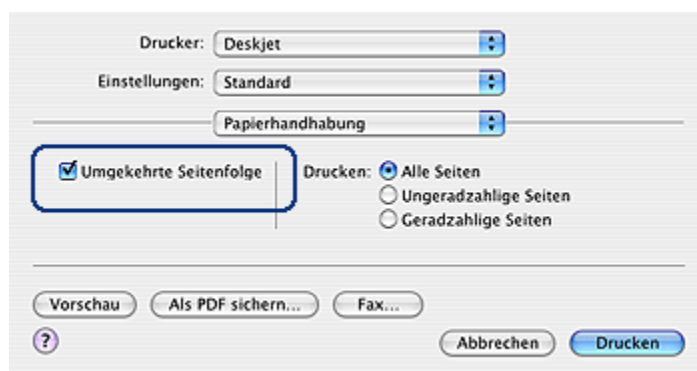 Drucker: Deskjet
Einstellungen: Standard
Papierhandhabung
Umgekehrte Seitenfolge Drucken: Alle Seiten
Ungeradzahlige Seiten
Geradzahlige Seiten
Vorschau Als PDF sichern... Fax...
? Abbrechen Drucken